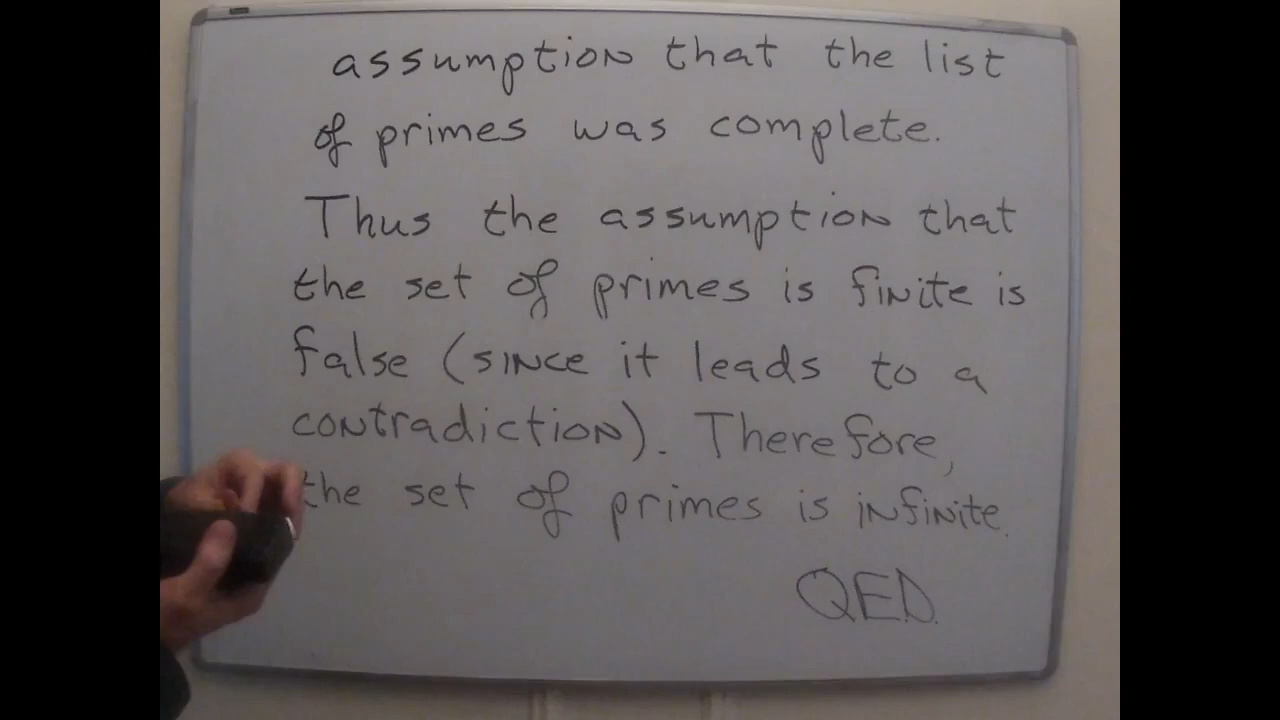 assumption that the list
of primes was complete.
Thus the assumption that
the set of primes is finite is
false (since it leads to a
contradiction). Therefore,
the set of primes is infinite.
QED.